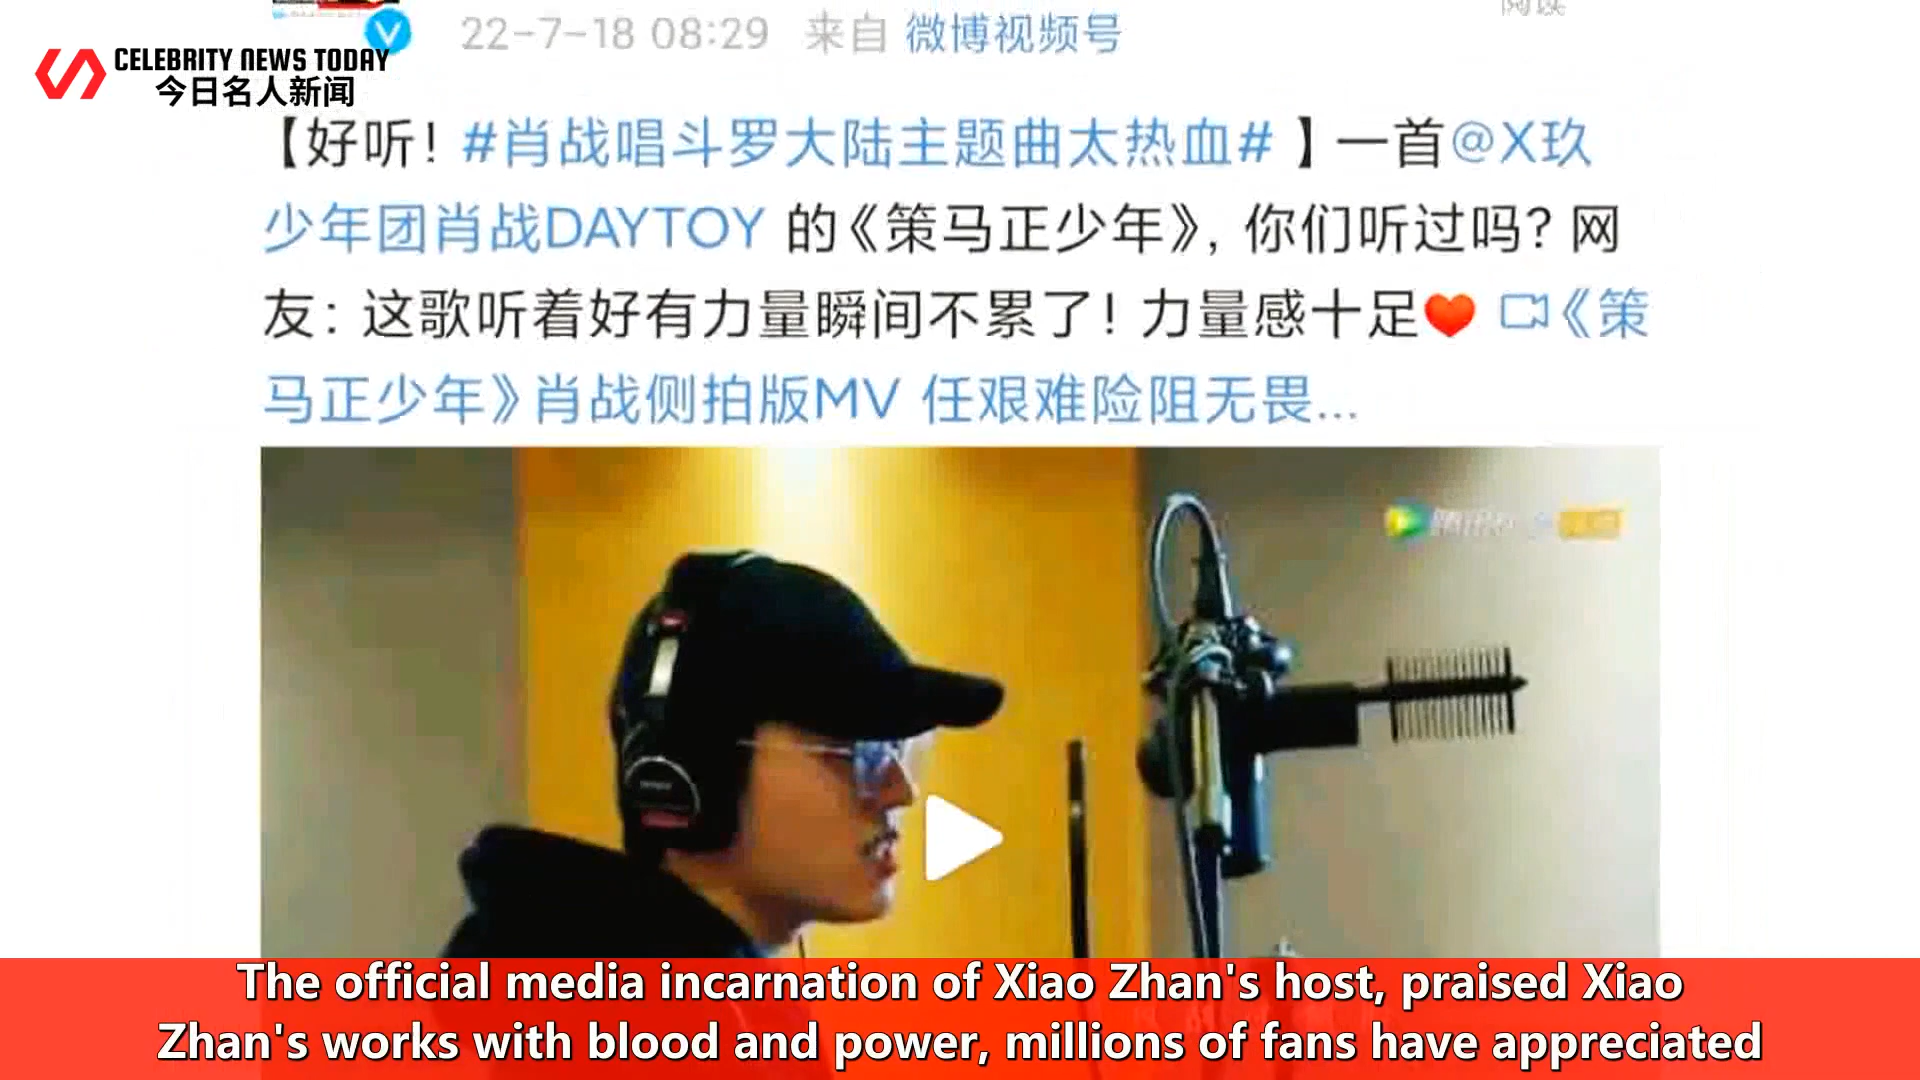 22-7-18 08:29 来自 微博视频号
CELEBRITY NEWS TODAY
今日名人新闻
【好听！#肖战唱斗罗大陆主题曲太热血# 】一首@X玖
少年团肖战DAYTOY 的《策马正少年》, 你们听过吗? 网
友: 这歌听着好有力量瞬间不累了! 力量感十足❤️ 《策
马正少年》肖战侧拍版MV 任艰难险阻无畏...
The official media incarnation of Xiao Zhan's host, praised Xiao
Zhan's works with blood and power, millions of fans have appreciated